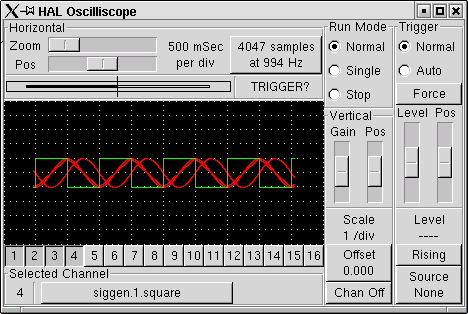 HAL Oscilliscope
Horizontal
Zoom
Pos
500 mSec
per div
4047 samples
at 994 Hz
TRIGGER?
Run Mode
Normal
Single
Stop
Trigger
Normal
Auto
Force
Vertical
Gain Pos
Level Pos
Scale
1 /div
Offset
0.000
Chan Off
Level
----
Rising
Source
None
1 2 3 4 5 6 7 8 9 10 11 12 13 14 15 16
Selected Channel
4 siggen.1.square